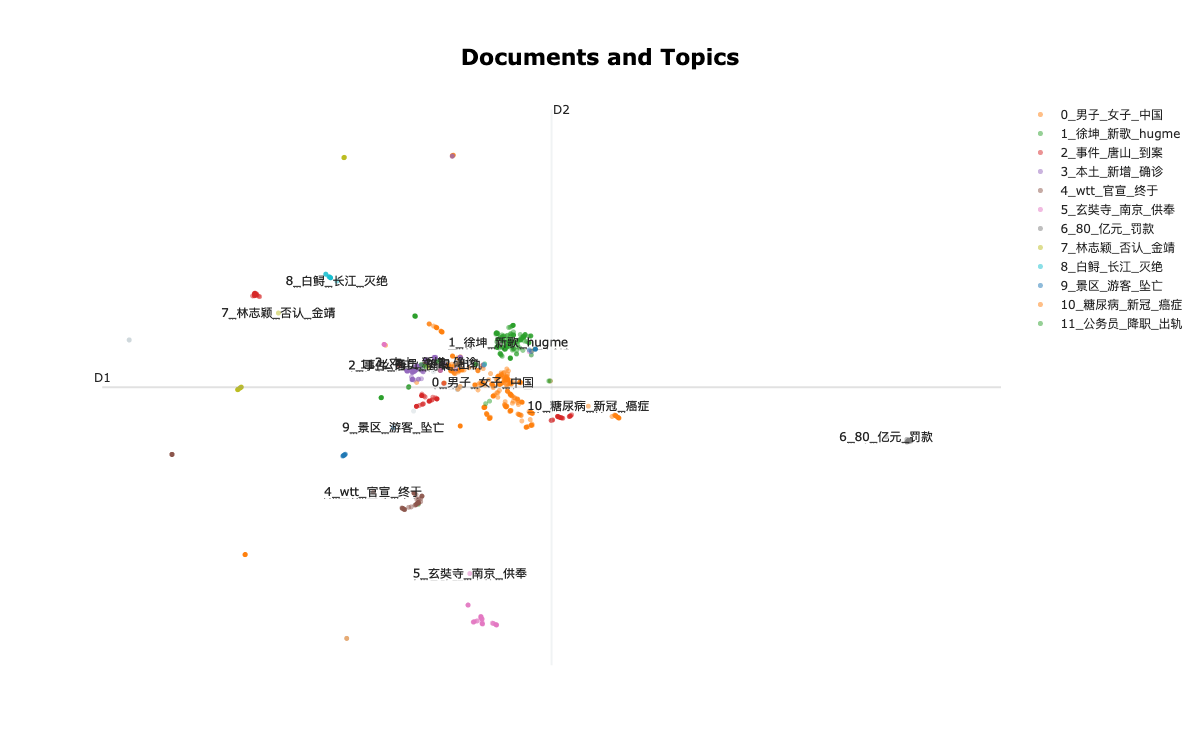 Documents and Topics
D2
0_男子_女子_中国
1_徐坤_新歌_hugme
2_事件_唐山_到案
3_本土_新增_确诊
4_wtt_官宣_终于
5_玄奘寺_南京_供奉
6_80_亿元_罚款
7_林志颖_否认_金靖
8_白鲟_长江_灭绝
9_景区_游客_坠亡
10_糖尿病_新冠_癌症
11_公务员_降职_出轨
8_白鲟_长江_灭绝
7_林志颖_否认_金靖
1_徐坤_新歌_hugme
D1
0_男子_女子_中国
10_糖尿病_新冠_癌症
9_景区_游客_坠亡
6_80_亿元_罚款
4_wtt_官宣_终于
5_玄奘寺_南京_供奉